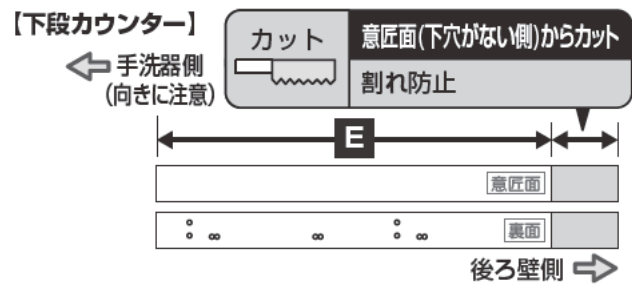 【下段カウンター】
手洗器側
(向きに注意)
カット
意匠面(下穴がない側)からカット
割れ防止
E
意匠面
裏面
後ろ壁側